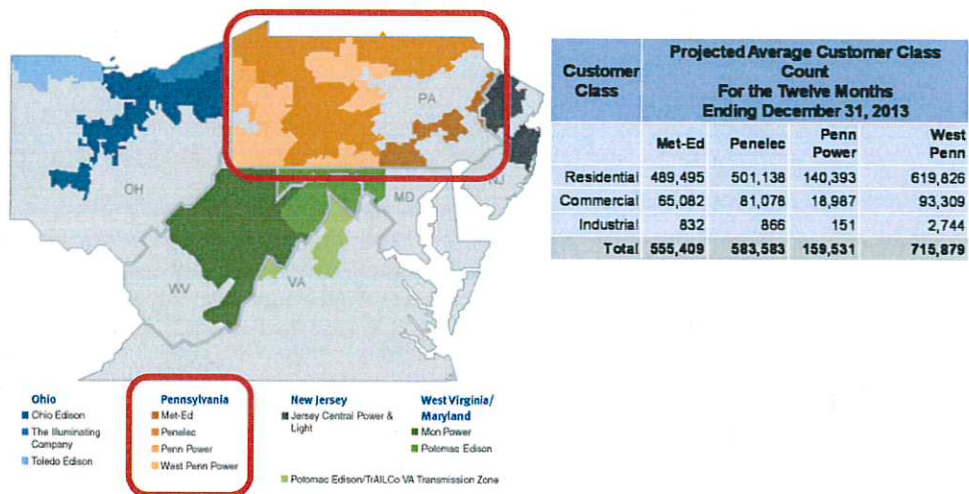 PA
OH
MD
NJ
WV
VA
Customer Class
Projected Average Customer Class
Count
For the Twelve Months
Ending December 31, 2013
Met-Ed Penelec Penn Power West Penn
Residential 489,495 501,138 140,393 619,826
Commercial 65,082 81,078 18,987 93,309
Industrial 832 866 151 2,744
Total 555,409 583,583 159,531 715,879
Ohio
Ohio Edison
The Illuminating
Company
Toledo Edison
Pennsylvania
Met-Ed
Penelec
Penn Power
West Penn Power
New Jersey
Jersey Central Power &
Light
West Virginia/
Maryland
Mon Power
Potomac Edison
Potomac Edison/TrAILCo VA Transmission Zone